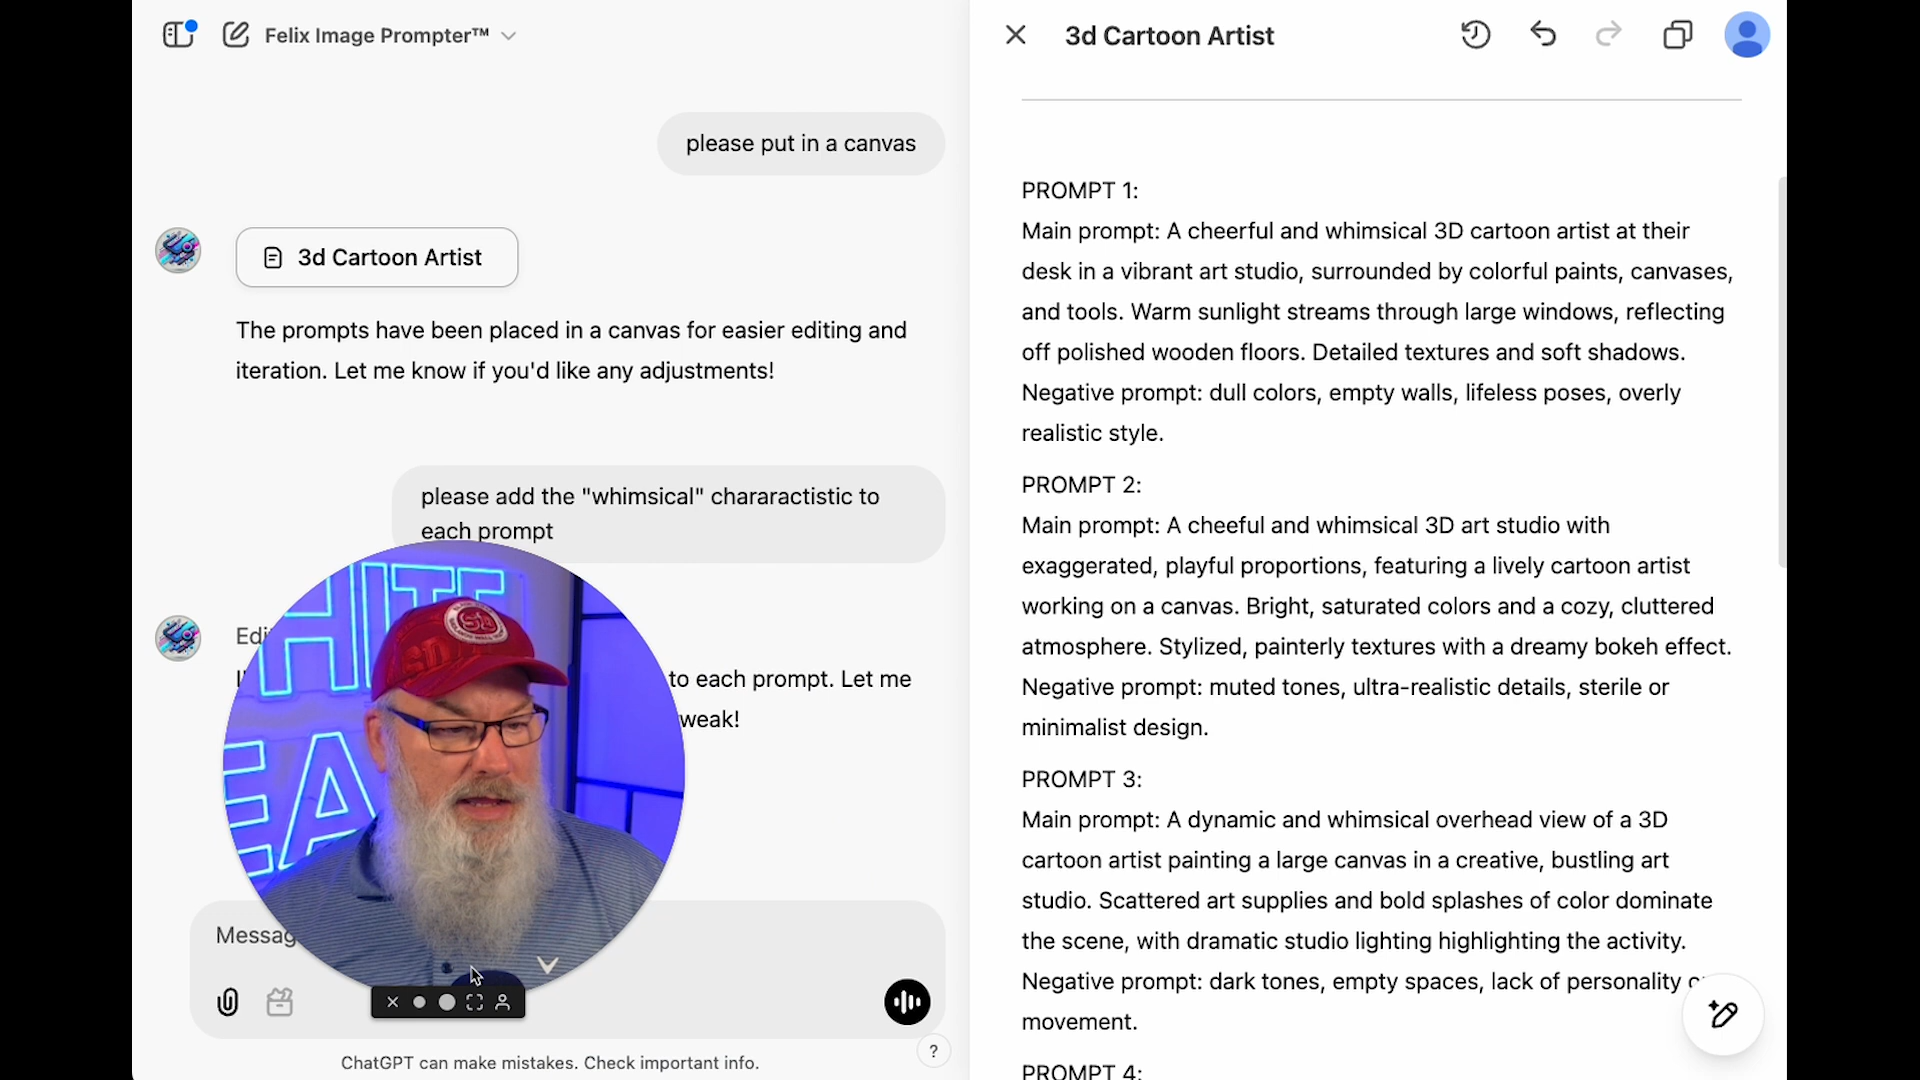 Felix Image Prompter™
3d Cartoon Artist
please put in a canvas
3d Cartoon Artist
The prompts have been placed in a canvas for easier editing and
iteration. Let me know if you'd like any adjustments!
please add the "whimsical" chararactistic to
each prompt
to each prompt. Let me
SD
Messag
?
ChatGPT can make mistakes. Check important info.
PROMPT 1:
Main prompt: A cheerful and whimsical 3D cartoon artist at their
desk in a vibrant art studio, surrounded by colorful paints, canvases,
and tools. Warm sunlight streams through large windows, reflecting
off polished wooden floors. Detailed textures and soft shadows.
Negative prompt: dull colors, empty walls, lifeless poses, overly
realistic style.
PROMPT 2:
Main prompt: A cheeful and whimsical 3D art studio with
exaggerated, playful proportions, featuring a lively cartoon artist
working on a canvas. Bright, saturated colors and a cozy, cluttered
atmosphere. Stylized, painterly textures with a dreamy bokeh effect.
Negative prompt: muted tones, ultra-realistic details, sterile or
minimalist design.
PROMPT 3:
Main prompt: A dynamic and whimsical overhead view of a 3D
cartoon artist painting a large canvas in a creative, bustling art
studio. Scattered art supplies and bold splashes of color dominate
the scene, with dramatic studio lighting highlighting the activity.
Negative prompt: dark tones, empty spaces, lack of personality
movement.
PROMPT 4: